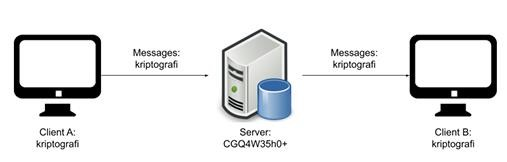 Messages:
kriptografi
Messages:
kriptografi
Client A:
kriptografi
Server:
CGQ4W35h0+
Client B:
kriptografi